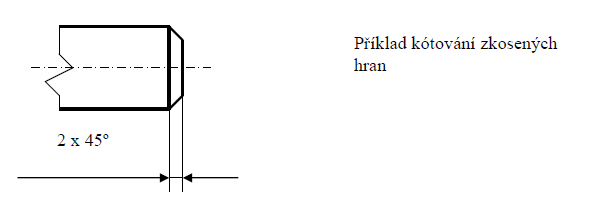 Příklad kótování zkosených
hran
2 x 45°